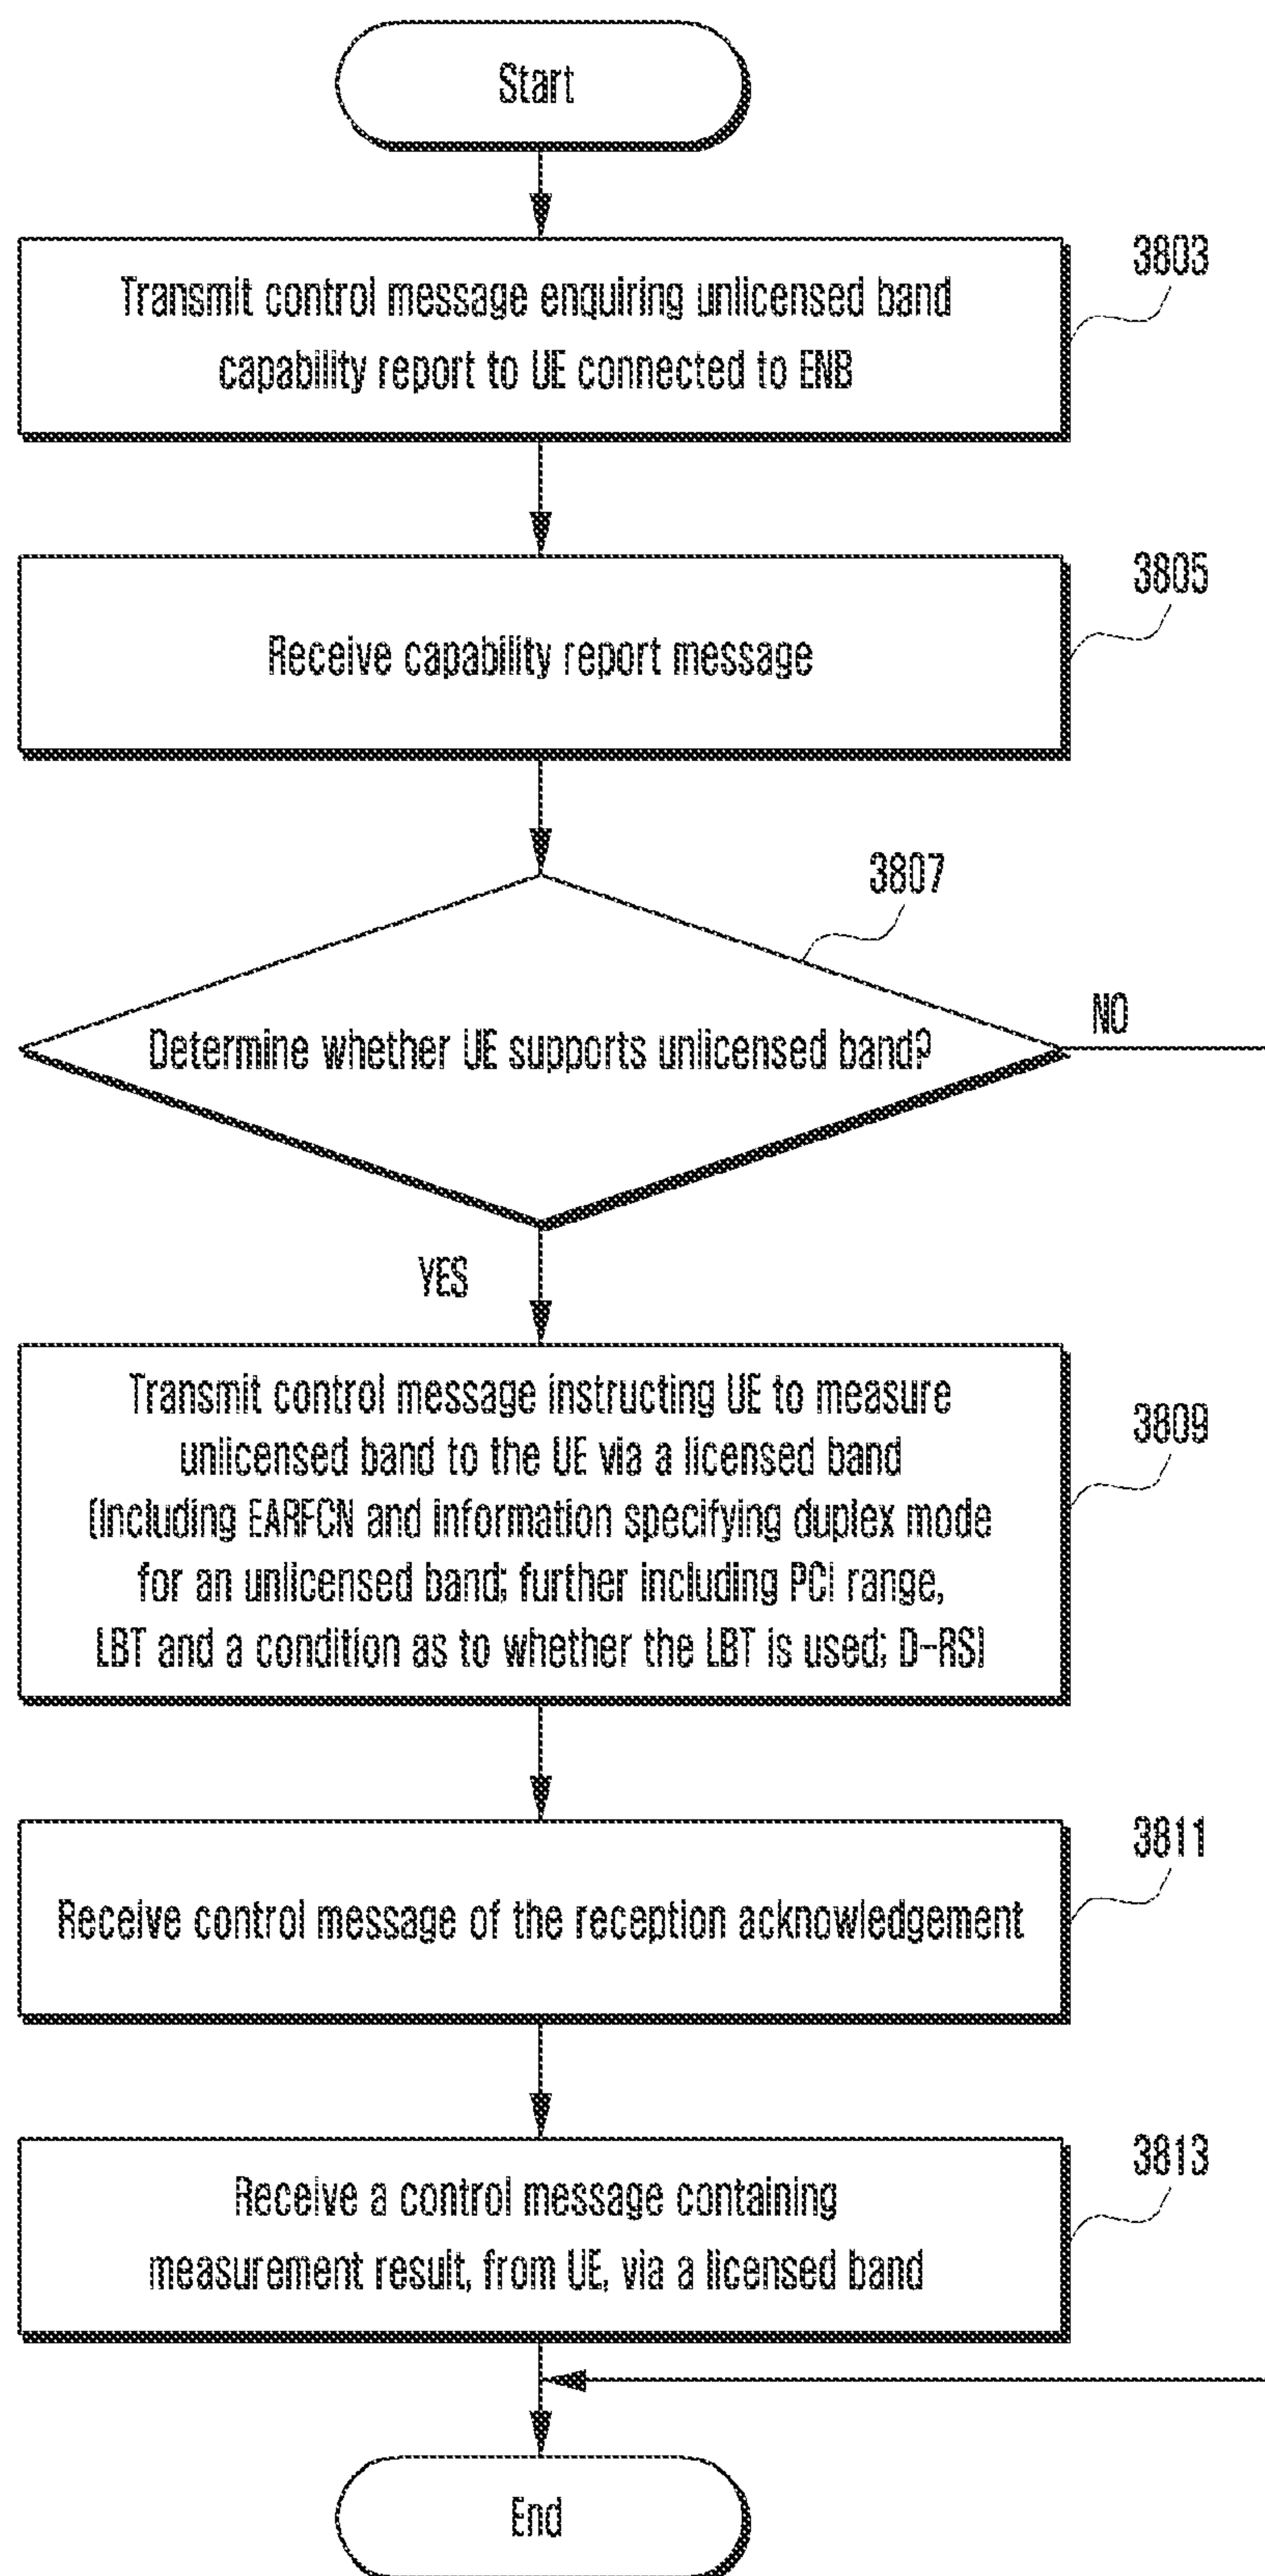 Start
3803
Transmit control message enquiring unlicensed band
capability report to UE connected to ENB
3805
Receive capability report message
3807
Determine whether UE supports unlicensed band?
NO
YES
3809
Transmit control message instructing UE to measure
unlicensed band to the UE via a licensed band
(Including EARFCN and information specifying duplex mode
for an unlicensed band; further including PCI range,
LBT and a condition as to whether the LBT is used; D-RS)
3811
Receive control message of the reception acknowledgement
3813
Receive a control message containing
measurement result, from UE, via a licensed band
End